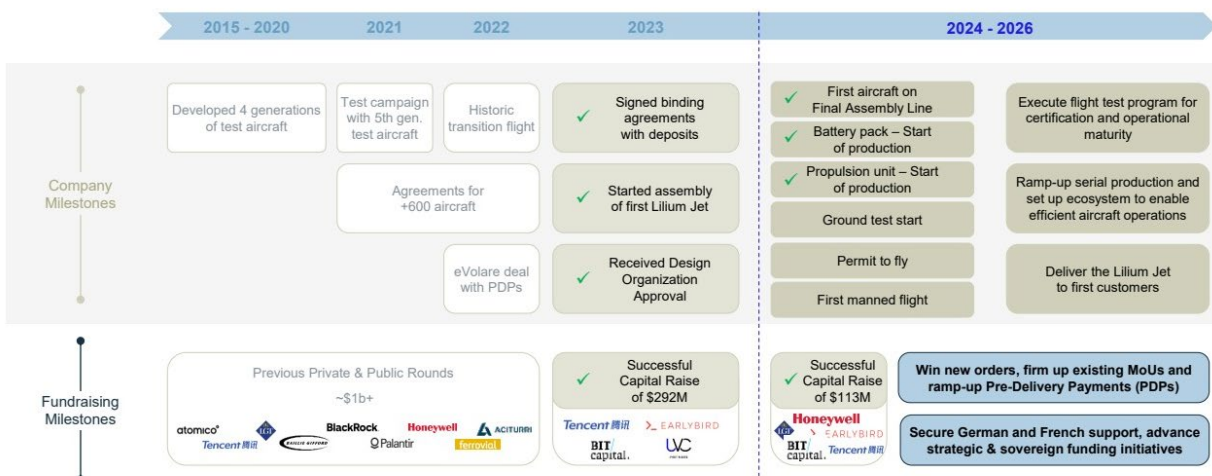 2015 - 2020
2021
2022
2023
2024 - 2026
Company
Milestones
Developed 4 generations
of test aircraft
Test campaign
with 5th gen.
test aircraft
Historic
transition flight
Agreements for
+600 aircraft
eVolare deal
with PDPs
Signed binding
agreements
with deposits
Started assembly
of first Lilium Jet
Received Design
Organization
Approval
First aircraft on
Final Assembly Line
Battery pack – Start
of production
Propulsion unit – Start
of production
Ground test start
Permit to fly
First manned flight
Execute flight test program for
certification and operational
maturity
Ramp-up serial production and
set up ecosystem to enable
efficient aircraft operations
Deliver the Lilium Jet
to first customers
Fundraising
Milestones
Previous Private & Public Rounds
~$1b+
atomico
LGT
BlackRock
Honeywell
ACITURRI
Tencent 腾讯
BAILLIE GIFFORD
Palantir
ferrovial
Successful
Capital Raise
of $292M
Tencent 腾讯
EARLYBIRD
BIT/
capital.
UVC
PARTNERS
Successful
Capital Raise
of $113M
Honeywell
LGT
EARLYBIRD
BIT/
capital.
Tencent 腾讯
Win new orders, firm up existing MoUs and
ramp-up Pre-Delivery Payments (PDPs)
Secure German and French support, advance
strategic & sovereign funding initiatives